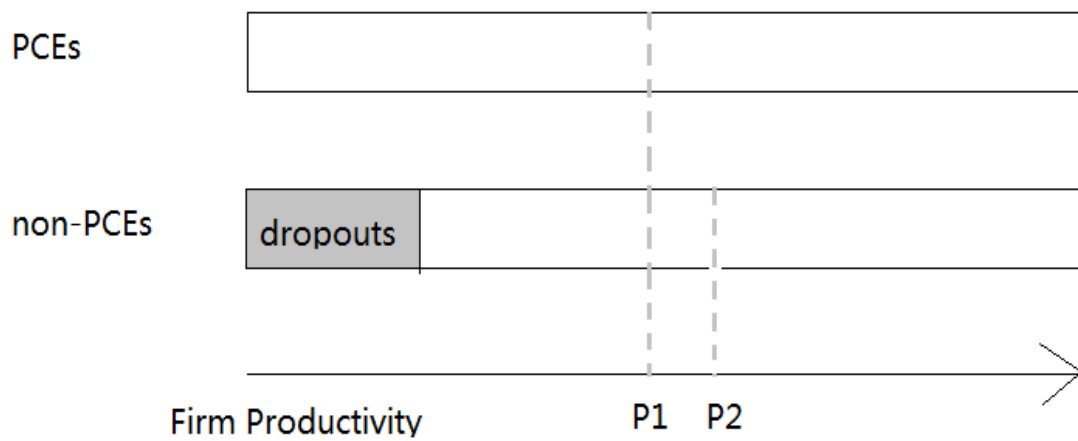 PCEs
non-PCEs
dropouts
Firm Productivity
P1
P2